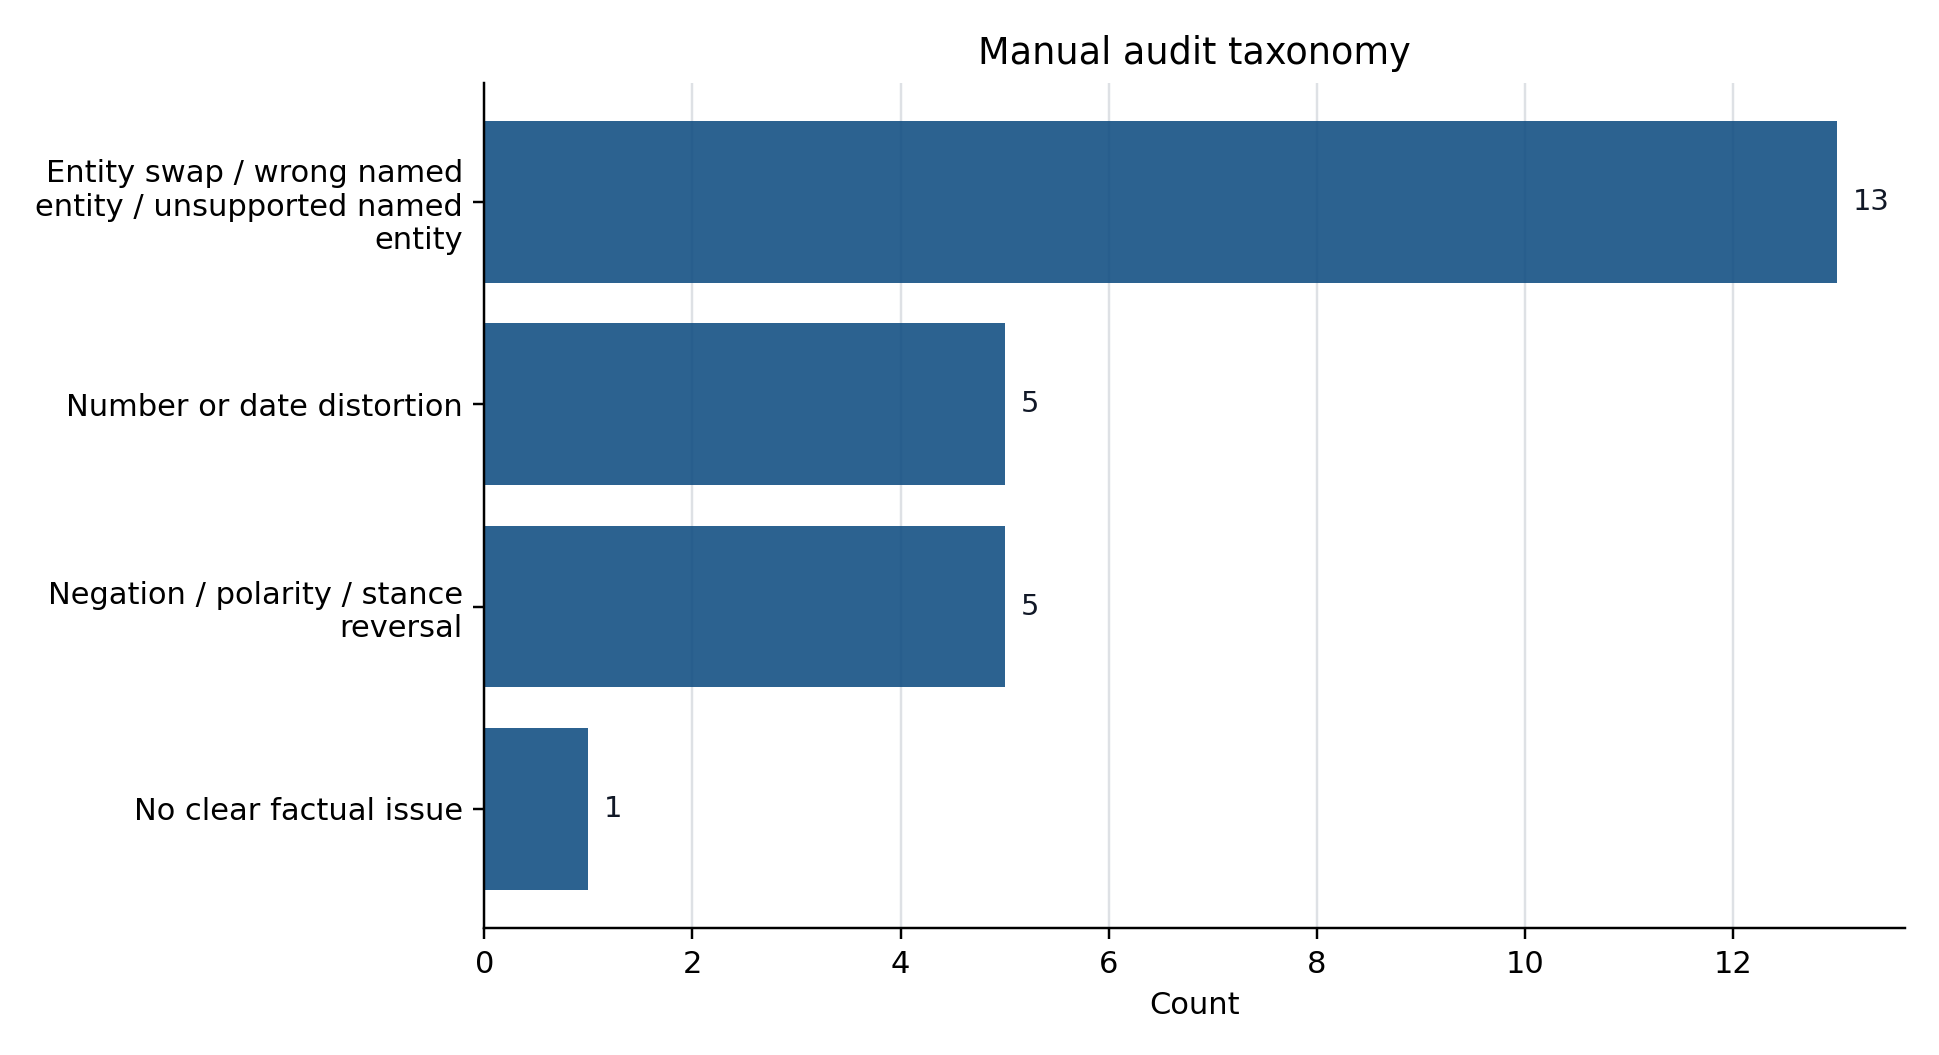 Manual audit taxonomy
Entity swap / wrong named
entity / unsupported named
entity
13
Number or date distortion
5
Negation / polarity / stance
reversal
5
No clear factual issue
1
0 2 4 6 8 10 12
Count